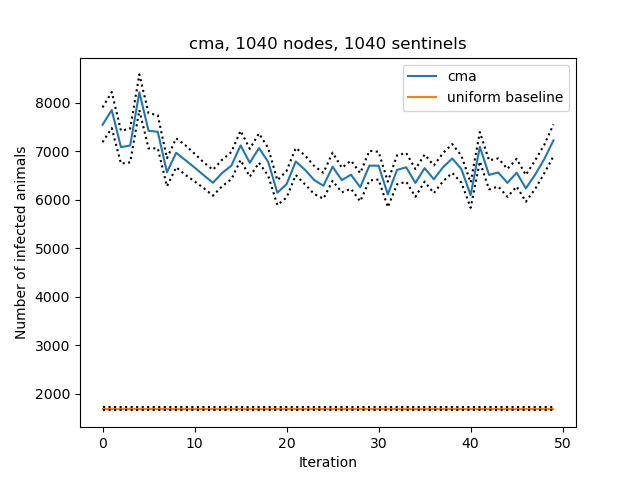 cma, 1040 nodes, 1040 sentinels
cma
uniform baseline
8000
7000
6000
5000
4000
3000
2000
Number of infected animals
0 10 20 30 40 50
Iteration